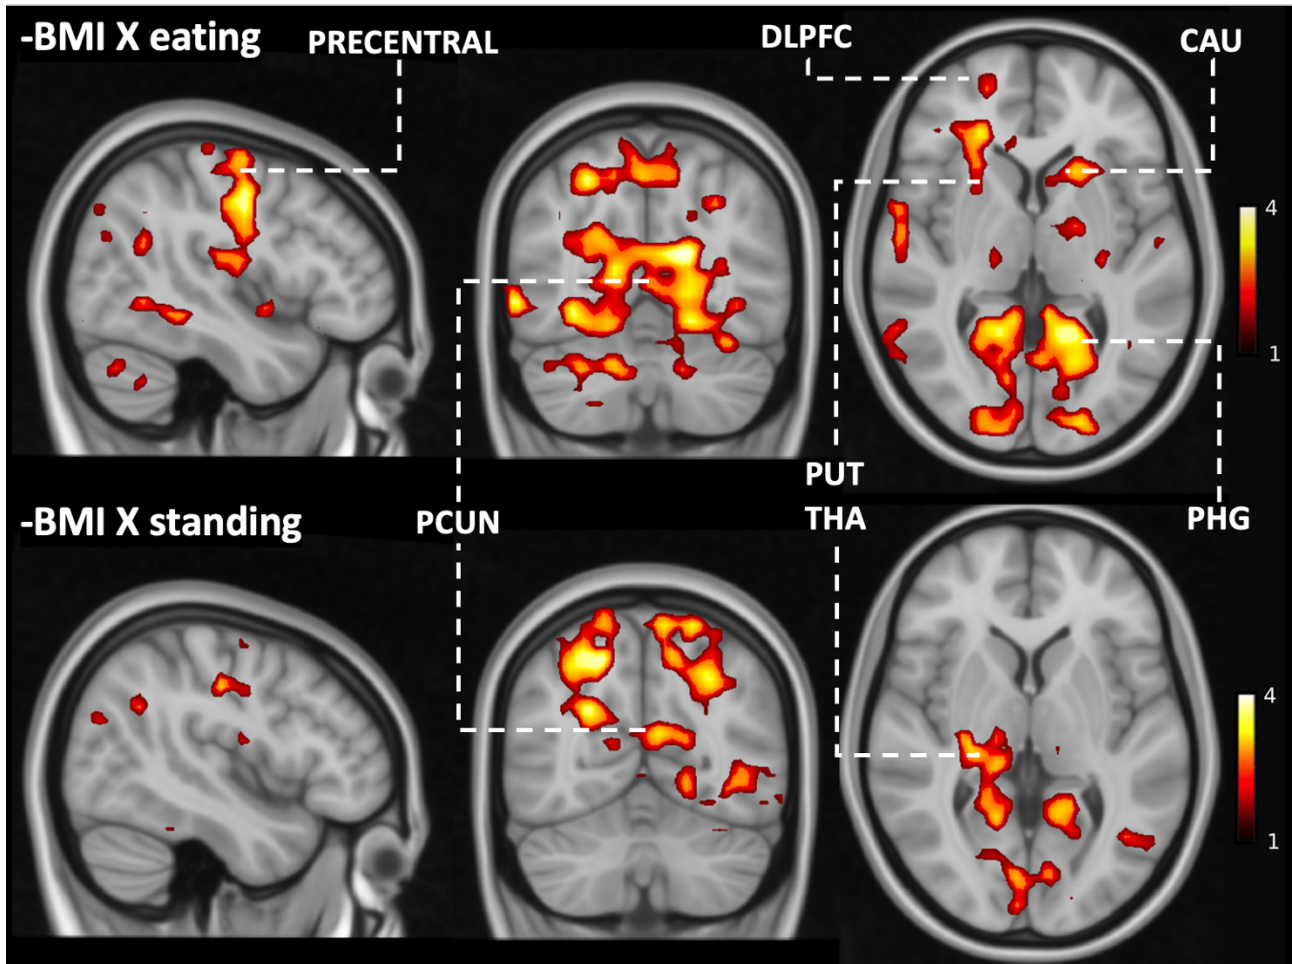 -BMI X eating
PRECENTRAL
DLPFC
CAU
4
1
PUT
-BMI X standing
PCUN
THA
PHG
4
1